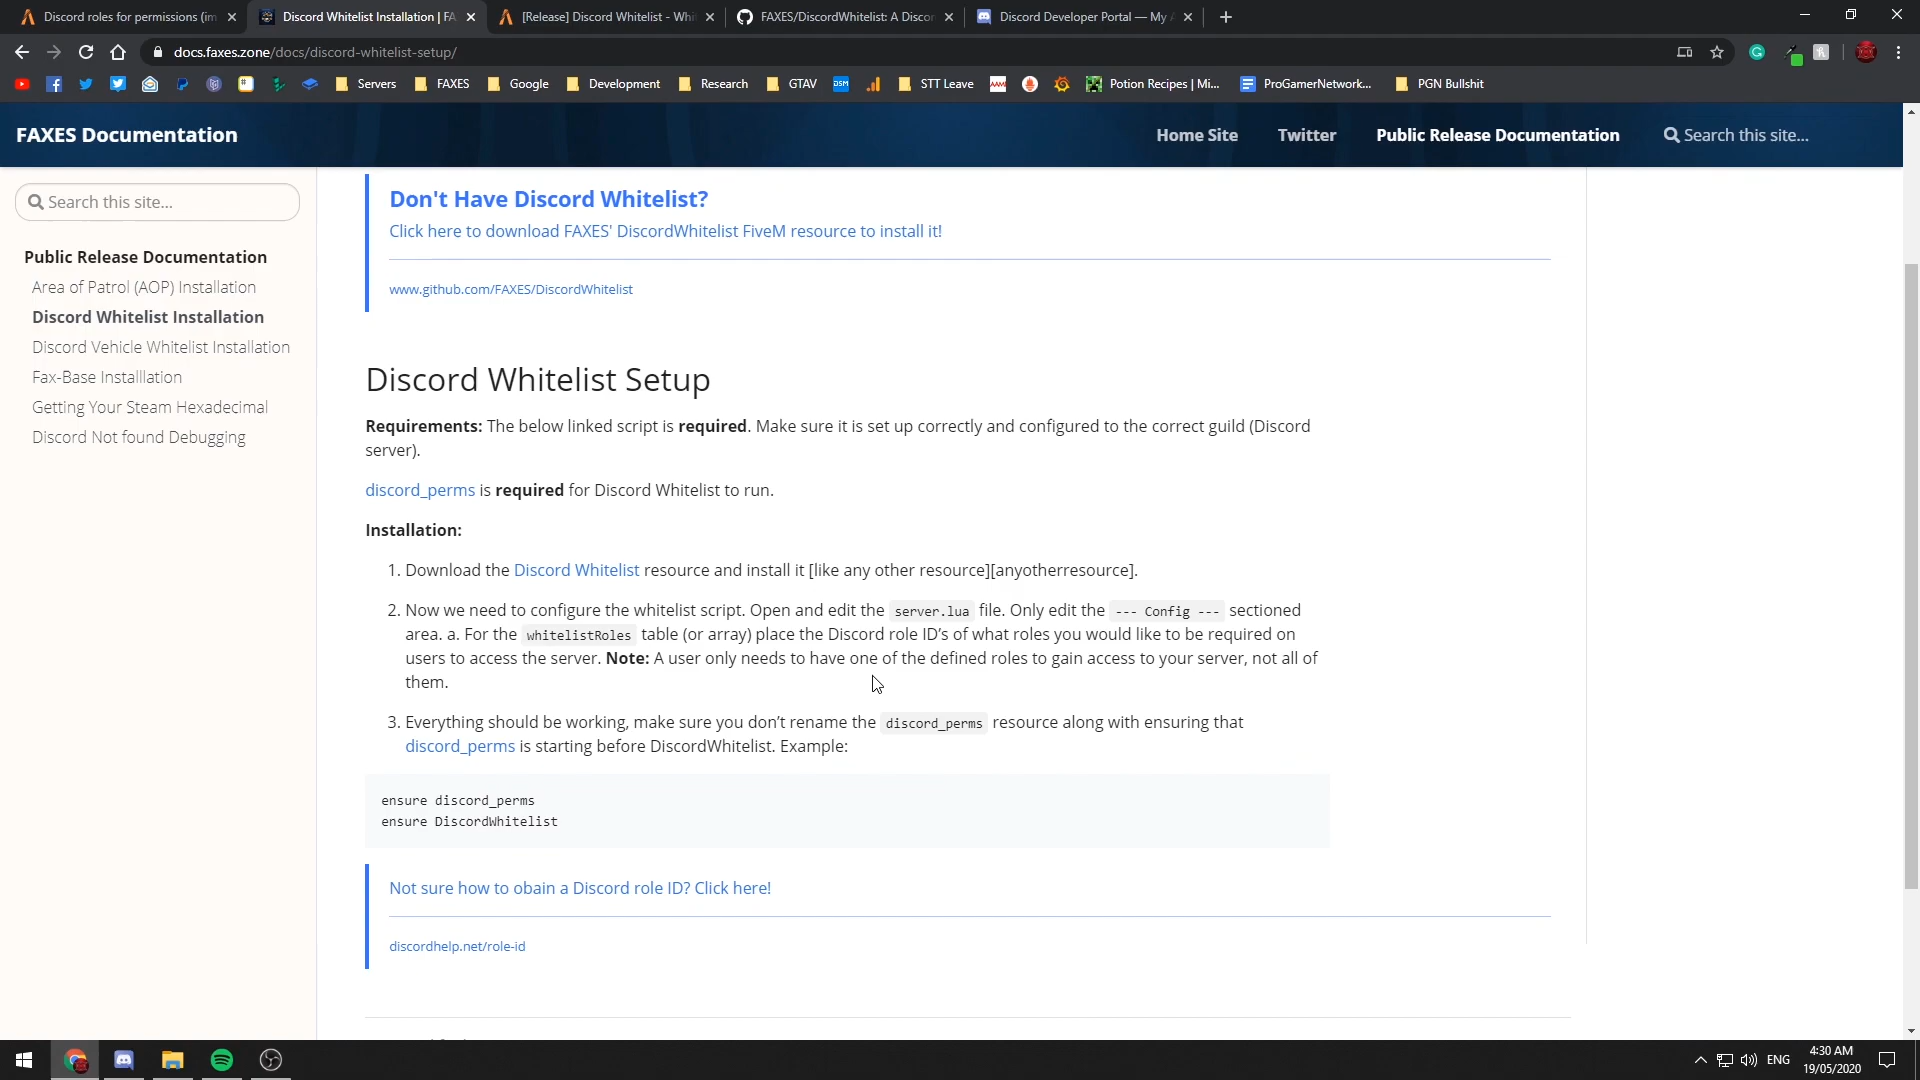 Discord roles for permissions (im
Discord Whitelist Installation | FA
[Release] Discord Whitelist - Whi
FAXES/DiscordWhitelist: A Discor
Discord Developer Portal — My A
docs.faxes.zone/docs/discord-whitelist-setup/
Servers
FAXES
Google
Development
Research
GTAV
STT Leave
Potion Recipes | Mi...
ProGamerNetwork...
PGN Bullshit
FAXES Documentation
Home Site
Twitter
Public Release Documentation
Search this site...
Search this site...
Public Release Documentation
Area of Patrol (AOP) Installation
Discord Whitelist Installation
Discord Vehicle Whitelist Installation
Fax-Base Installlation
Getting Your Steam Hexadecimal
Discord Not found Debugging
Don't Have Discord Whitelist?
Click here to download FAXES' DiscordWhitelist FiveM resource to install it!
www.github.com/FAXES/DiscordWhitelist
Discord Whitelist Setup
Requirements: The below linked script is required. Make sure it is set up correctly and configured to the correct guild (Discord
server).
discord_perms is required for Discord Whitelist to run.
Installation:
1. Download the Discord Whitelist resource and install it [like any other resource][anyotherresource].
2. Now we need to configure the whitelist script. Open and edit the server.lua file. Only edit the --- Config --- sectioned
area. a. For the whitelistRoles table (or array) place the Discord role ID’s of what roles you would like to be required on
users to access the server. Note: A user only needs to have one of the defined roles to gain access to your server, not all of
them.
3. Everything should be working, make sure you don’t rename the discord_perms resource along with ensuring that
discord_perms is starting before DiscordWhitelist. Example:
ensure discord_perms
ensure DiscordWhitelist
Not sure how to obain a Discord role ID? Click here!
discordhelp.net/role-id
ENG
4:30 AM
19/05/2020